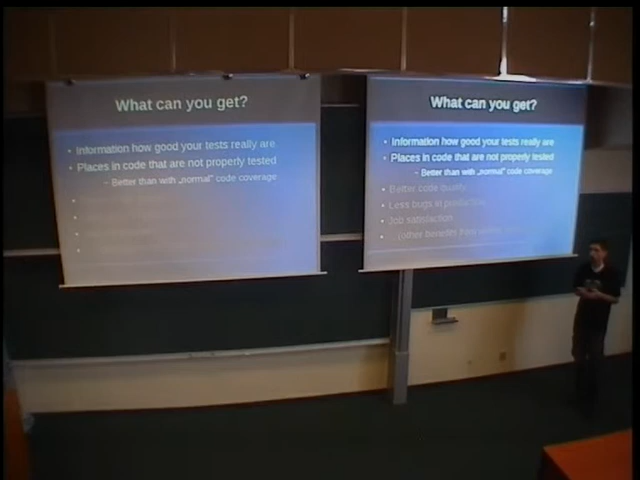 What can you get?
• Information how good your tests really are
• Places in code that are not properly tested
– Better than with „normal" code coverage
What can you get?
• Information how good your tests really are
• Places in code that are not properly tested
– Better than with „normal" code coverage
• Better code quality
• Less bugs in production
• Job satisfaction
• (other benefits from